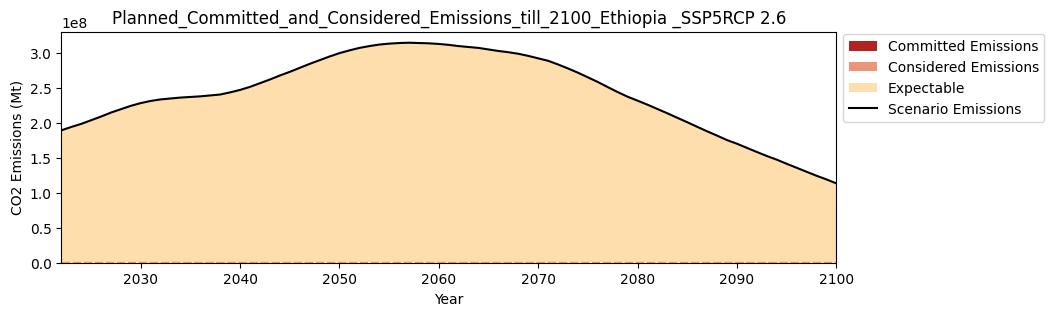 Planned_Committed_and_Considered_Emissions_till_2100_Ethiopia _SSP5RCP 2.6
1e8
3.0
2.5
2.0
1.5
1.0
0.5
0.0
CO2 Emissions (Mt)
2030 2040 2050 2060 2070 2080 2090 2100
Year
Committed Emissions
Considered Emissions
Expectable
Scenario Emissions